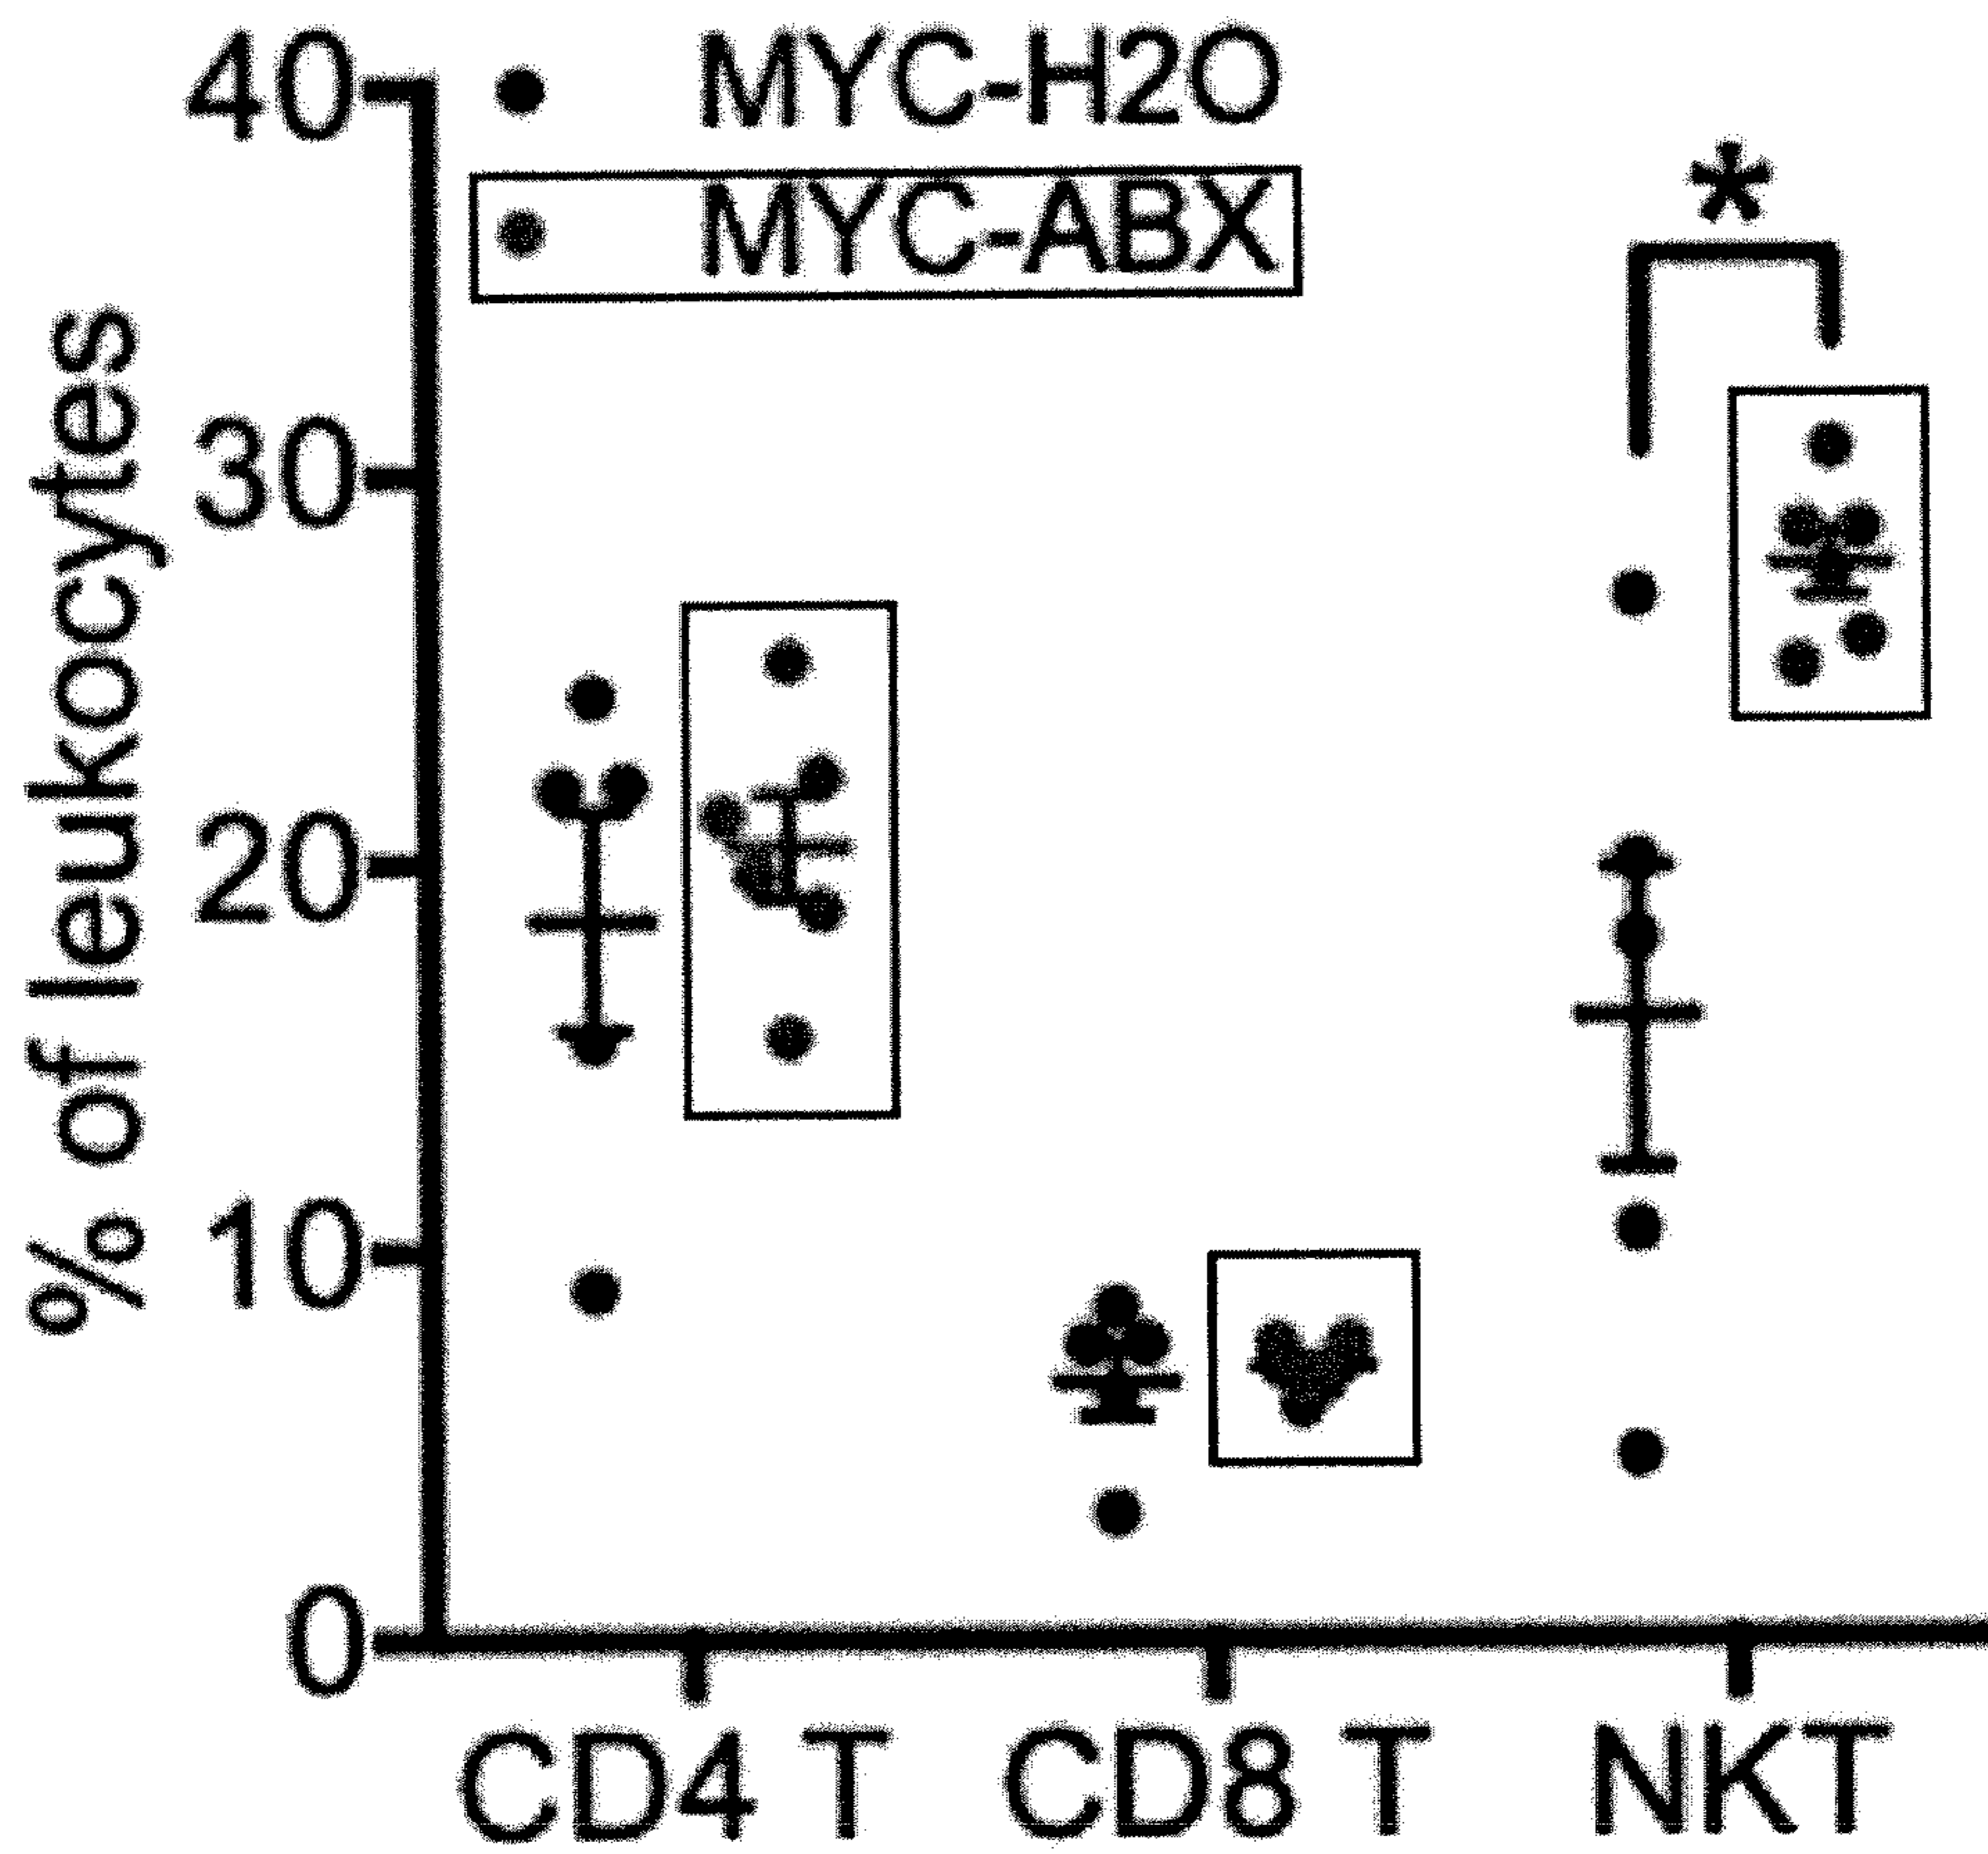 40
MYC-H2O
MYC-ABX
*
30
20
10
0
% of leukocytes
CD4 T
CD8 T
NKT